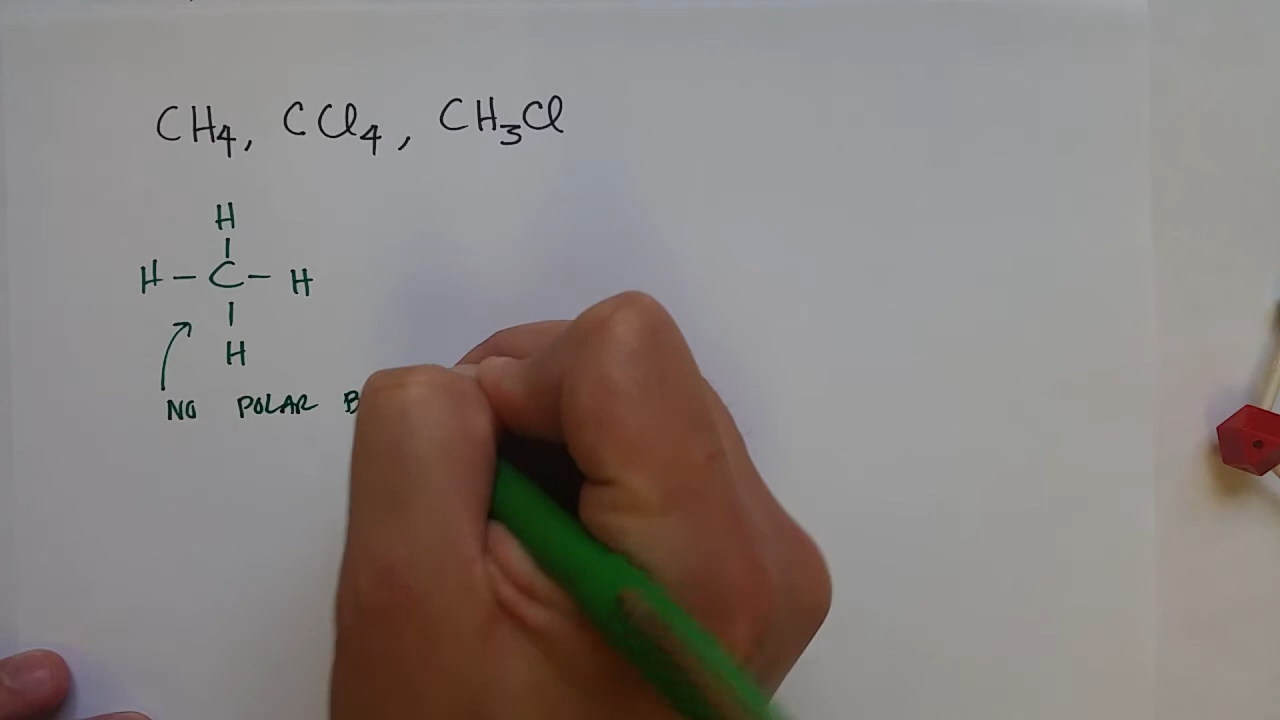 CH₄, CCl₄, CH₃Cl
H
H – C – H
H
NO POLAR B